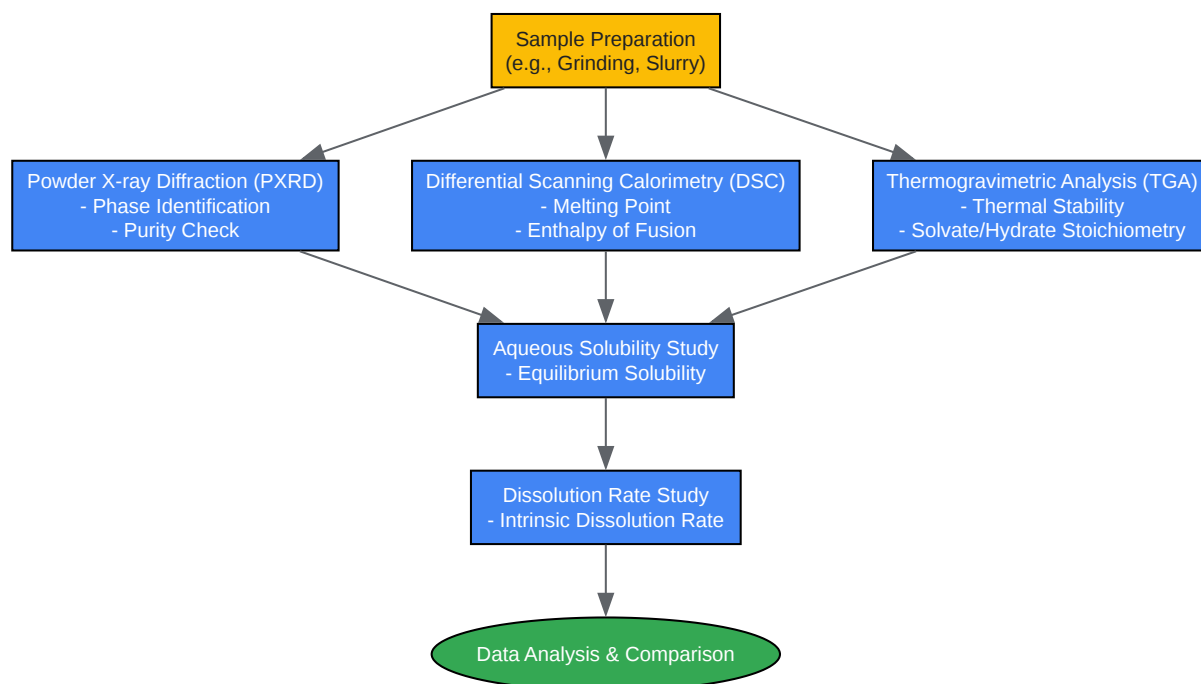 Sample Preparation
(e.g., Grinding, Slurry)
Powder X-ray Diffraction (PXRD)
- Phase Identification
- Purity Check
Differential Scanning Calorimetry (DSC)
- Melting Point
- Enthalpy of Fusion
Thermogravimetric Analysis (TGA)
- Thermal Stability
- Solvate/Hydrate Stoichiometry
Aqueous Solubility Study
- Equilibrium Solubility
Dissolution Rate Study
- Intrinsic Dissolution Rate
Data Analysis & Comparison